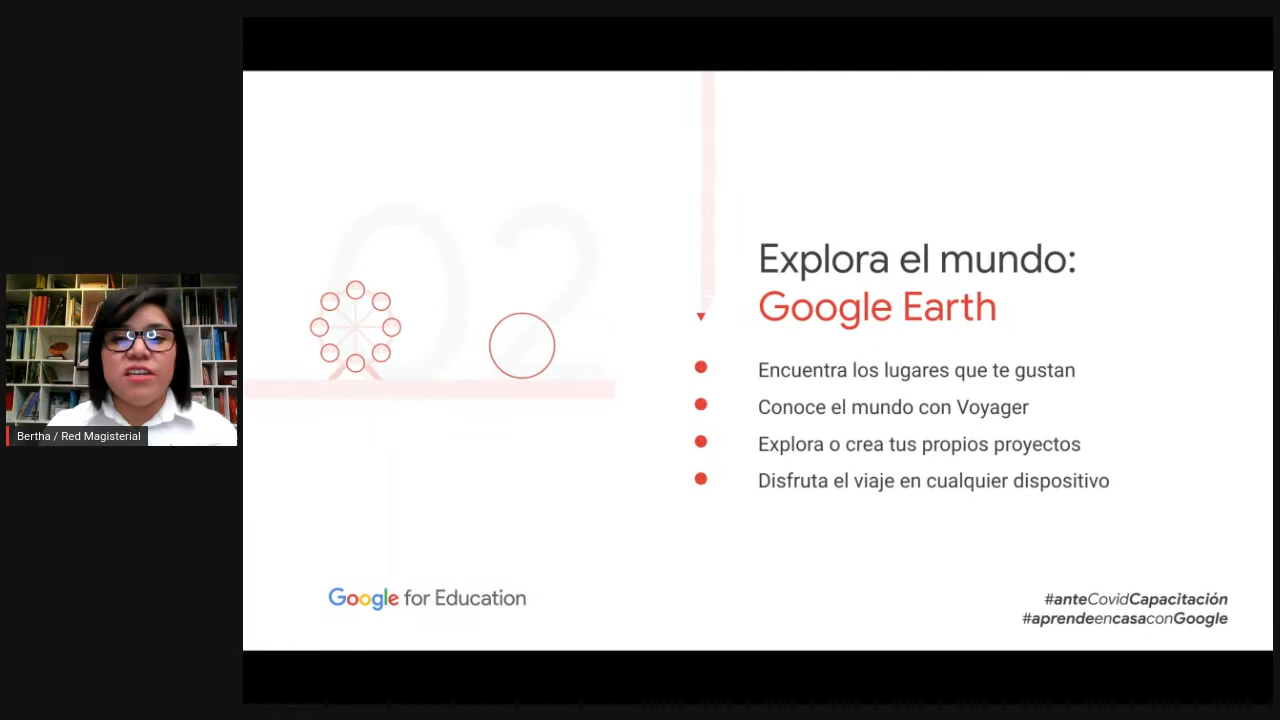 02
Explora el mundo:
Google Earth
Encuentra los lugares que te gustan
Conoce el mundo con Voyager
Explora o crea tus propios proyectos
Disfruta el viaje en cualquier dispositivo
Bertha / Red Magisterial
Google for Education
#anteCovidCapacitación
#aprendeencasaconGoogle